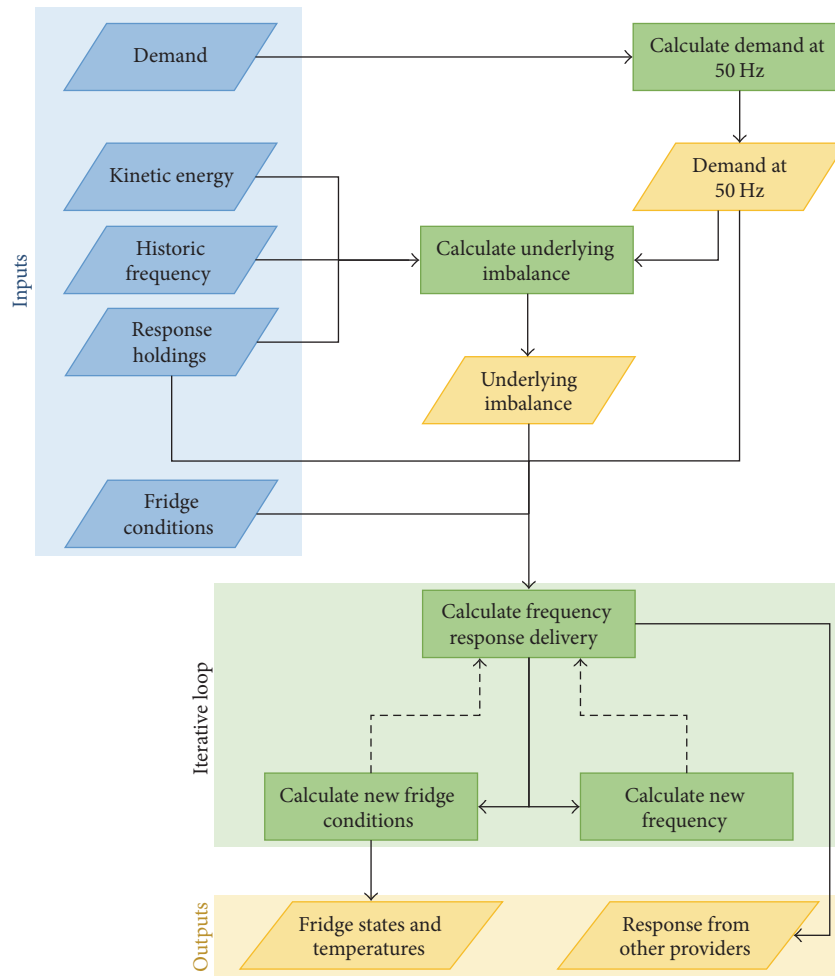 Inputs
Demand
Calculate demand at
50 Hz
Kinetic energy
Demand at
50 Hz
Historic
frequency
Calculate underlying
imbalance
Response
holdings
Underlying
imbalance
Fridge
conditions
Iterative loop
Calculate frequency
response delivery
Calculate new fridge
conditions
Calculate new
frequency
Outputs
Fridge states and
temperatures
Response from
other providers